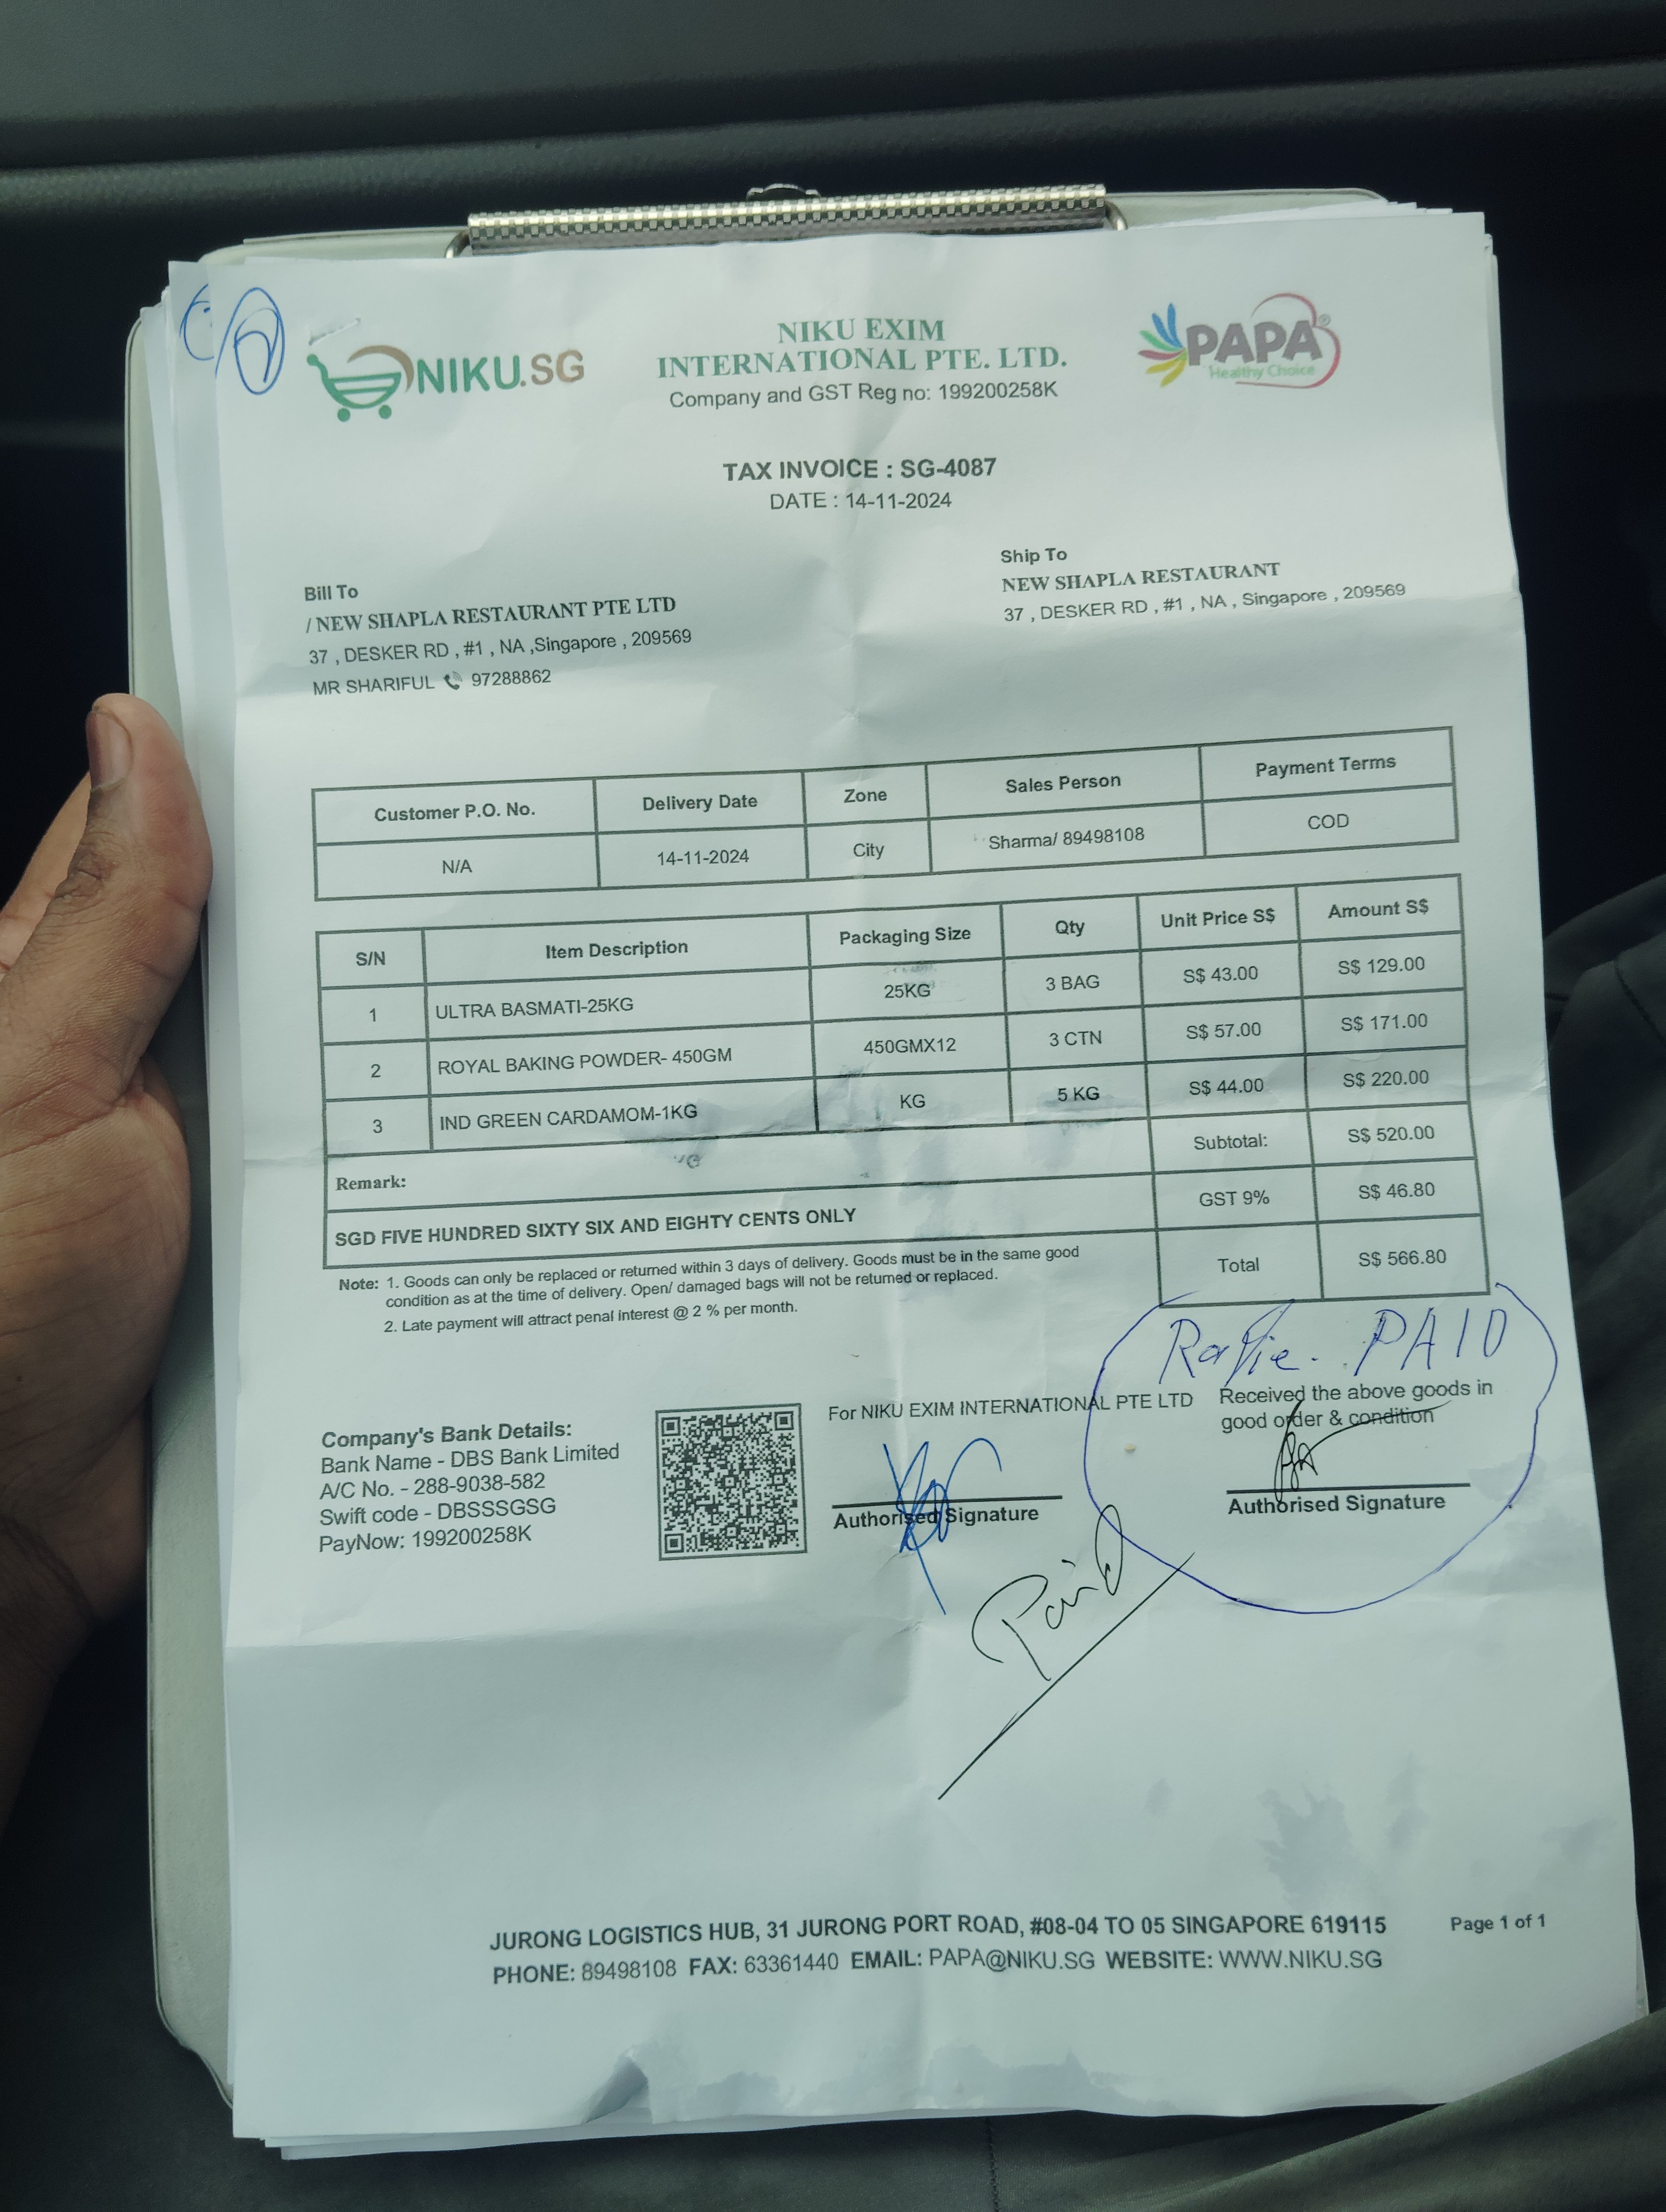 NIKU.SG
NIKU EXIM
INTERNATIONAL PTE. LTD.
Company and GST Reg no: 199200258K
PAPA®
Healthy Choice
TAX INVOICE : SG-4087
DATE : 14-11-2024
Bill To
/ NEW SHAPLA RESTAURANT PTE LTD
37 , DESKER RD , #1 , NA ,Singapore , 209569
MR SHARIFUL 97288862
Ship To
NEW SHAPLA RESTAURANT
37 , DESKER RD , #1 , NA , Singapore , 209569
Customer P.O. No. Delivery Date Zone Sales Person Payment Terms
N/A 14-11-2024 City Sharma/ 89498108 COD
S/N Item Description Packaging Size Qty Unit Price S$ Amount S$
1 ULTRA BASMATI-25KG 25KG 3 BAG S$ 43.00 S$ 129.00
2 ROYAL BAKING POWDER- 450GM 450GMX12 3 CTN S$ 57.00 S$ 171.00
3 IND GREEN CARDAMOM-1KG KG 5 KG S$ 44.00 S$ 220.00
Remark: Subtotal: S$ 520.00
SGD FIVE HUNDRED SIXTY SIX AND EIGHTY CENTS ONLY GST 9% S$ 46.80
Total S$ 566.80
Note: 1. Goods can only be replaced or returned within 3 days of delivery. Goods must be in the same good
condition as at the time of delivery. Open/ damaged bags will not be returned or replaced.
2. Late payment will attract penal interest @ 2 % per month.
PAID
Company's Bank Details:
Bank Name - DBS Bank Limited
A/C No. - 288-9038-582
Swift code - DBSSSGSG
PayNow: 199200258K
For NIKU EXIM INTERNATIONAL PTE LTD
Authorised Signature
Received the above goods in
good order & condition
Authorised Signature
Paid
JURONG LOGISTICS HUB, 31 JURONG PORT ROAD, #08-04 TO 05 SINGAPORE 619115
PHONE: 89498108 FAX: 63361440 EMAIL: PAPA@NIKU.SG WEBSITE: WWW.NIKU.SG
Page 1 of 1